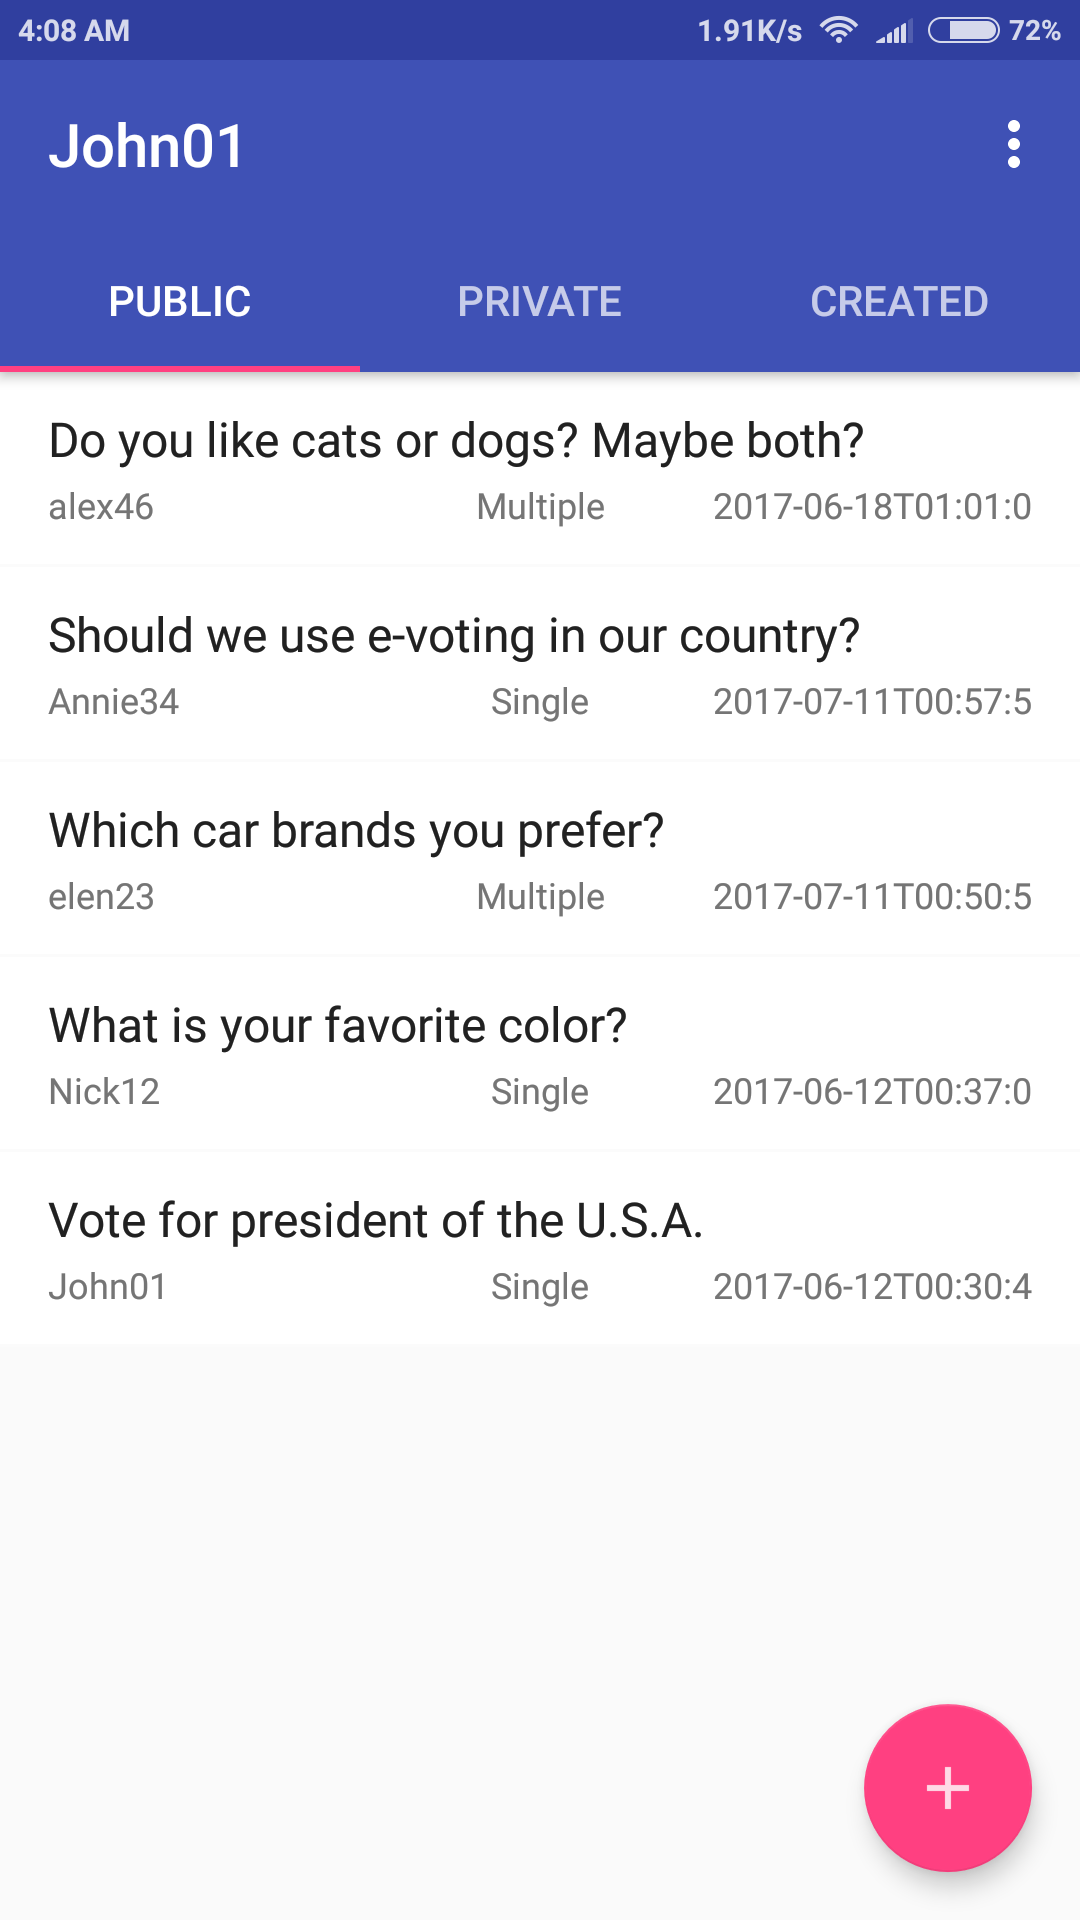 4:08 AM 1.91K/s 72%
John01
PUBLIC PRIVATE CREATED
Do you like cats or dogs? Maybe both?
alex46 Multiple 2017-06-18T01:01:0
Should we use e-voting in our country?
Annie34 Single 2017-07-11T00:57:5
Which car brands you prefer?
elen23 Multiple 2017-07-11T00:50:5
What is your favorite color?
Nick12 Single 2017-06-12T00:37:0
Vote for president of the U.S.A.
John01 Single 2017-06-12T00:30:4